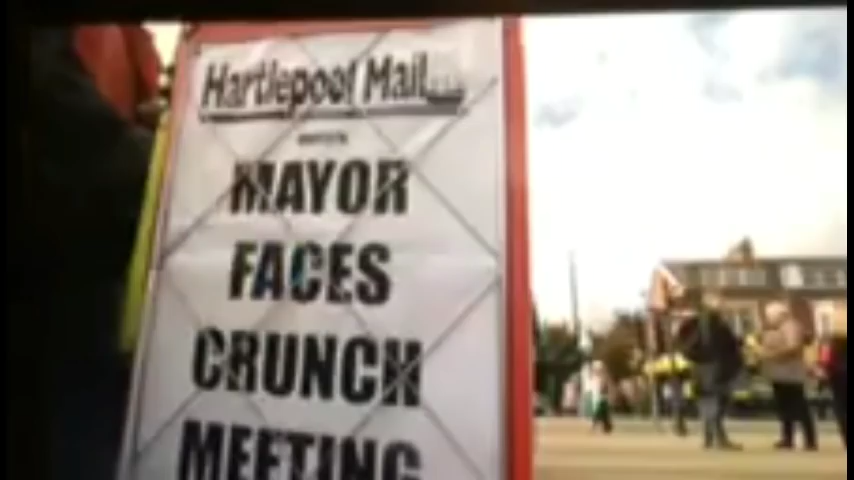 Hartlepool Mail
MAYOR
FACES
CRUNCH
MEETING